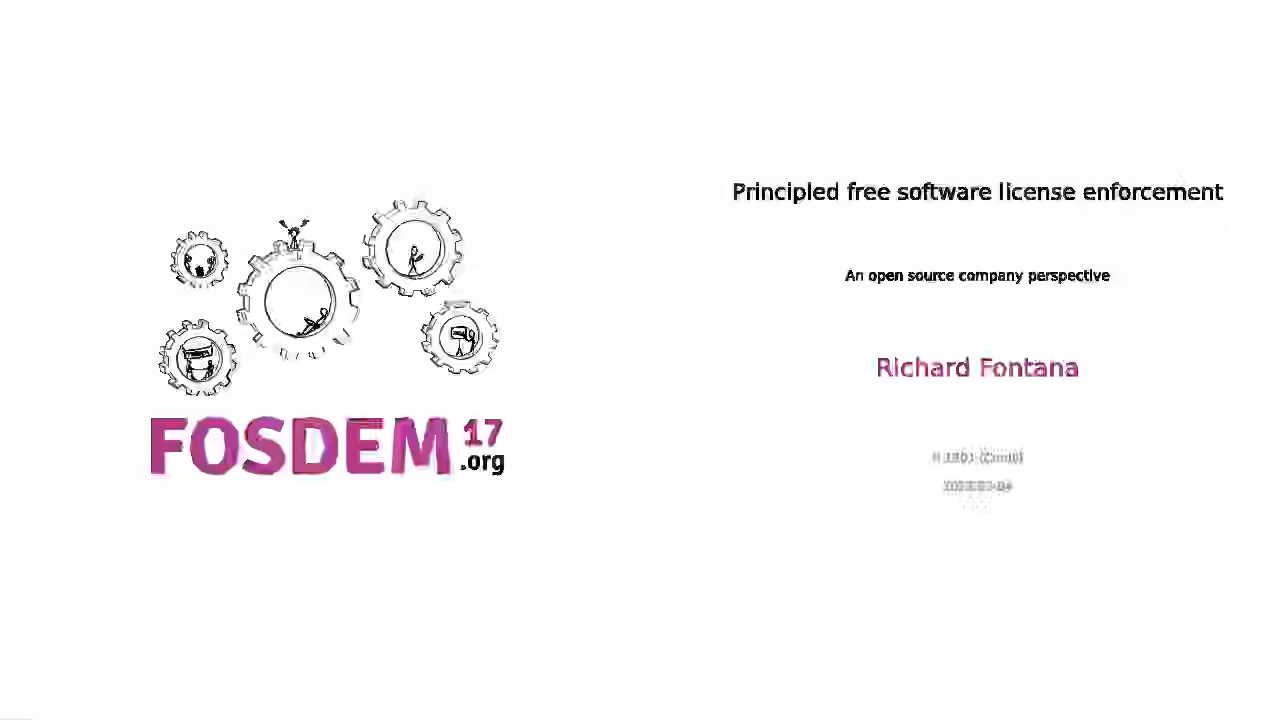 FOSDEM 17
.org
Principled free software license enforcement
An open source company perspective
Richard Fontana